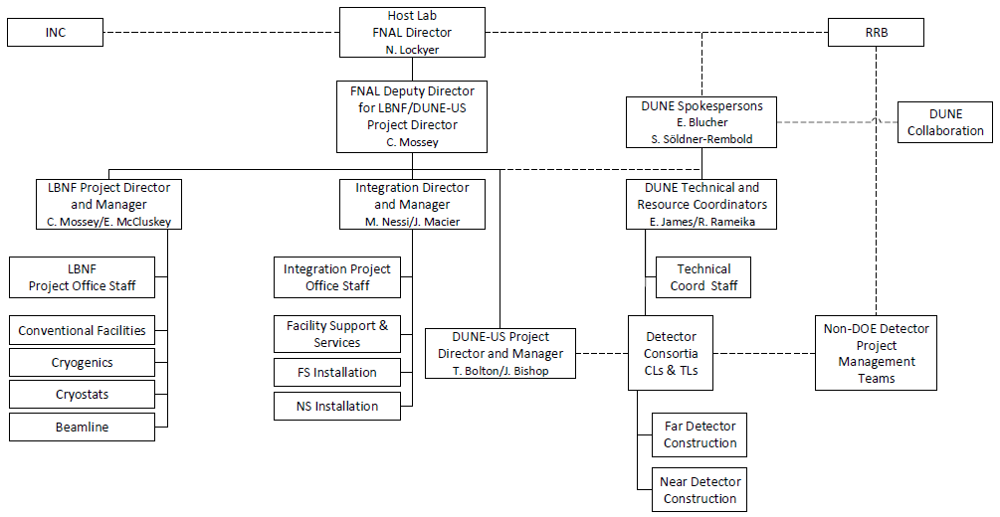 INC
Host Lab
FNAL Director
N. Lockyer
RRB
FNAL Deputy Director
for LBNF/DUNE-US
Project Director
C. Mossey
DUNE Spokespersons
E. Blucher
S. Söldner-Rembold
DUNE
Collaboration
LBNF Project Director
and Manager
C. Mossey/E. McCluskey
Integration Director
and Manager
M. Nessi/J. Macier
DUNE Technical and
Resource Coordinators
E. James/R. Rameika
LBNF
Project Office Staff
Integration Project
Office Staff
Technical
Coord Staff
Conventional Facilities
Cryogenics
Cryostats
Beamline
Facility Support &
Services
FS Installation
NS Installation
DUNE-US Project
Director and Manager
T. Bolton/J. Bishop
Detector
Consortia
CLs & TLs
Non-DOE Detector
Project
Management
Teams
Far Detector
Construction
Near Detector
Construction